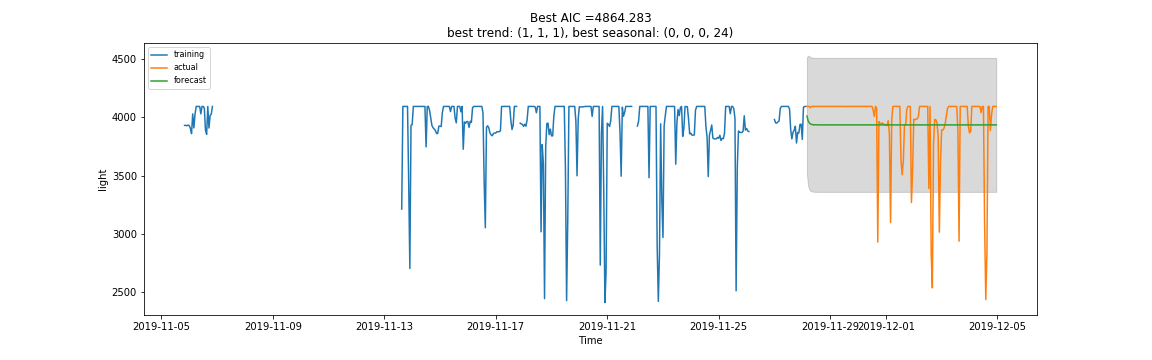 Best AIC =4864.283
best trend: (1, 1, 1), best seasonal: (0, 0, 0, 24)
training
actual
forecast
4500
4000
3500
3000
2500
light
2019-11-05 2019-11-09 2019-11-13 2019-11-17 2019-11-21 2019-11-25 2019-11-29 2019-12-01 2019-12-05
Time